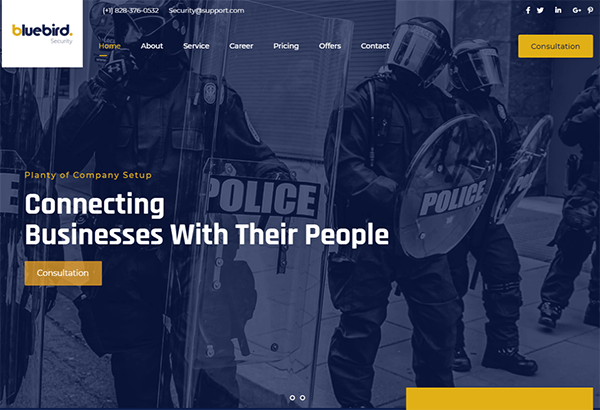 bluebird.
Security
(+1) 828-376-0532 Security@support.com
Home About Service Career Pricing Offers Contact
Consultation
Planty of Company Setup
Connecting
Businesses With Their People
Consultation
POLICE
POLICE
POLICE